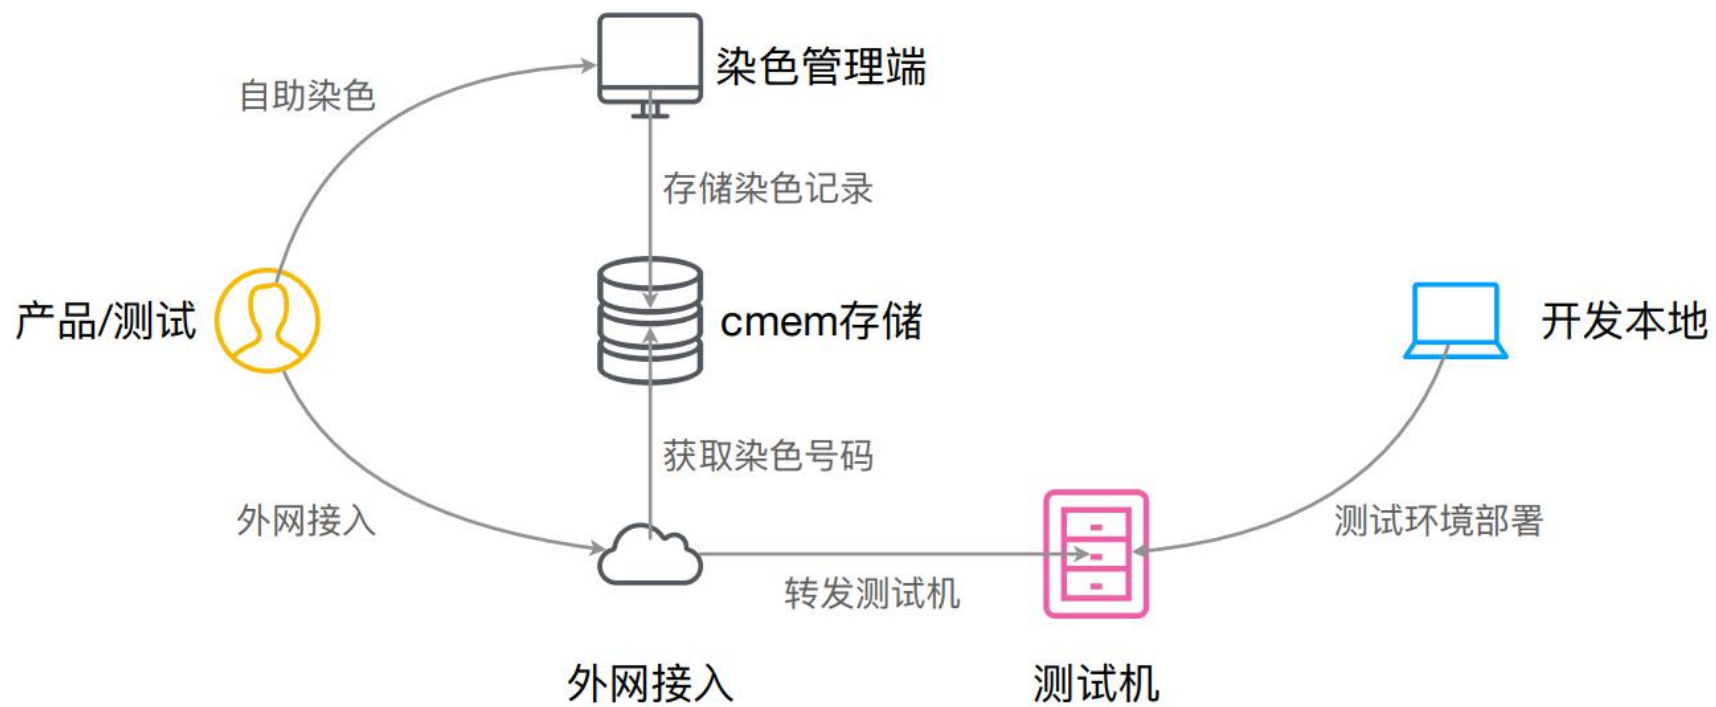 染色管理端
自助染色
存储染色记录
产品/测试
cmem存储
开发本地
获取染色号码
外网接入
测试环境部署
转发测试机
外网接入
测试机